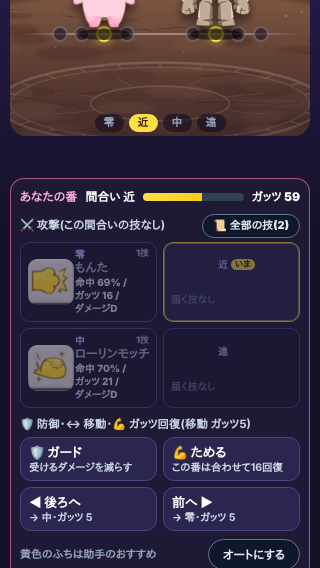 零 近 中 遠
あなたの番 間合い 近 ガッツ 59
⚔️ 攻撃(この間合いの技なし) 📜 全部の技(2)
零 1技
もんた
命中 69% /
ガッツ 16 /
ダメージD
近 いま
届く技なし
中 1技
ローリンモッチ
命中 70% /
ガッツ 21 /
ダメージD
遠
届く技なし
🛡️ 防御・↔ 移動・💪 ガッツ回復(移動 ガッツ5)
🛡️ ガード
受けるダメージを減らす
💪 ためる
この番は合わせて16回復
◀ 後ろへ
→ 中・ガッツ 5
前へ ▶
→ 零・ガッツ 5
黄色のふちは助手のおすすめ
オートにする